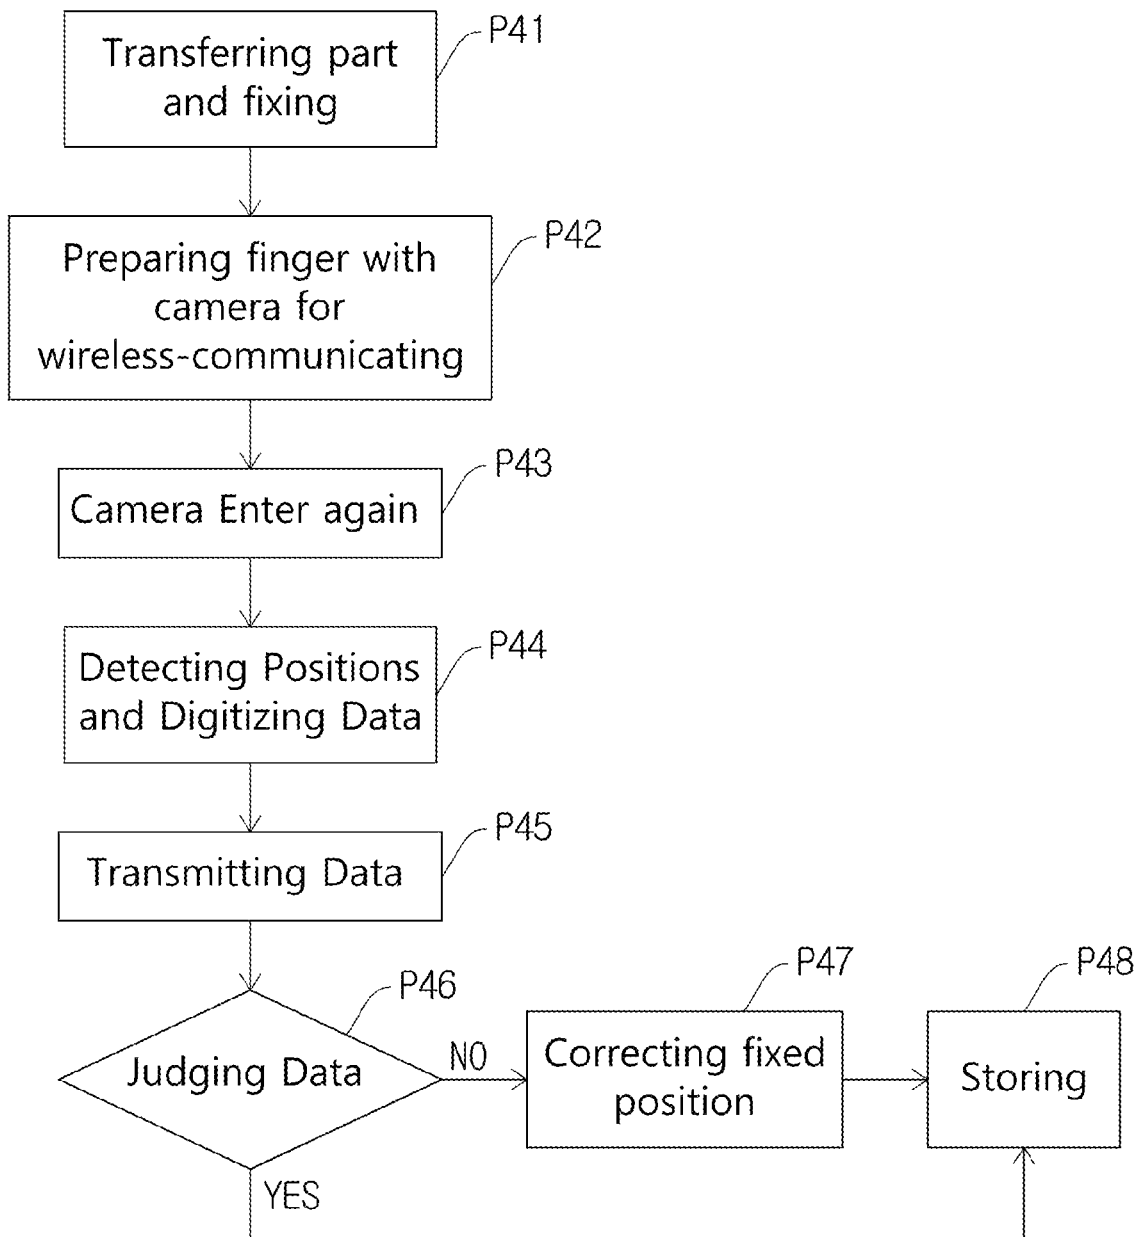 P41
Transferring part
and fixing
P42
Preparing finger with
camera for
wireless-communicating
P43
Camera Enter again
P44
Detecting Positions
and Digitizing Data
P45
Transmitting Data
P46
Judging Data
NO
YES
P47
Correcting fixed
position
P48
Storing